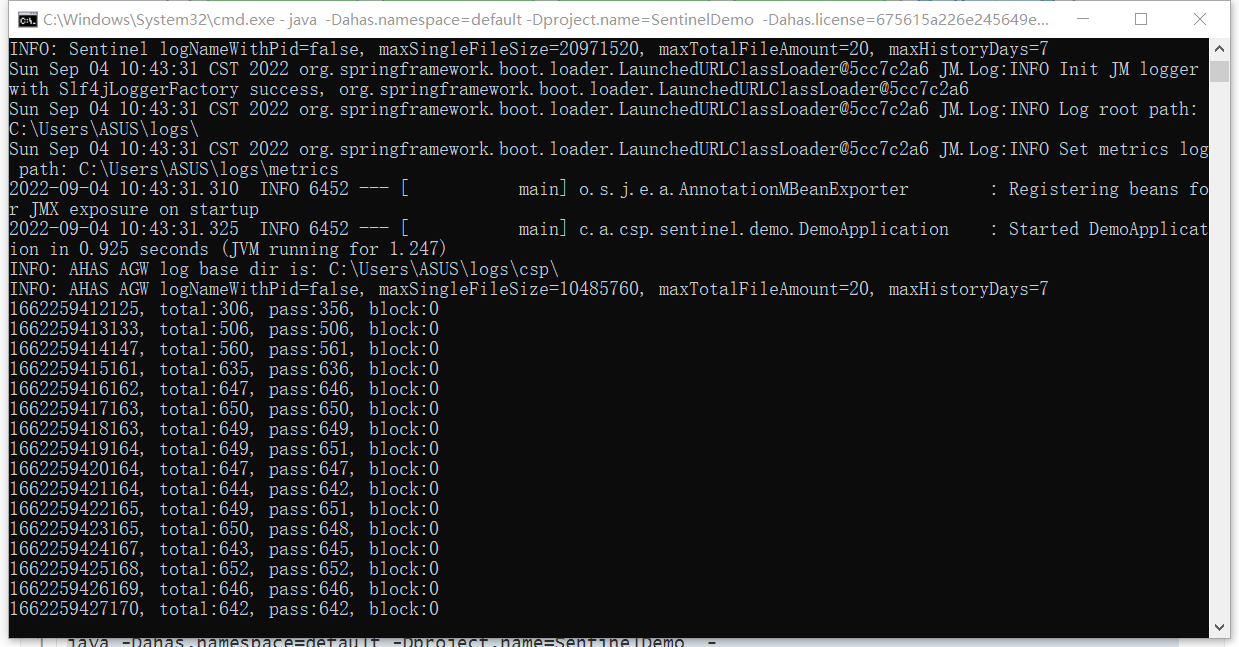 C:\Windows\System32\cmd.exe - java -Dahas.namespace=default -Dproject.name=SentinelDemo -Dahas.license=675615a226e245649e...
INFO: Sentinel logNameWithPid=false, maxSingleFileSize=20971520, maxTotalFileAmount=20, maxHistoryDays=7
Sun Sep 04 10:43:31 CST 2022 org.springframework.boot.loader.LaunchedURLClassLoader@5cc7c2a6 JM.Log:INFO Init JM logger
with Slf4jLoggerFactory success, org.springframework.boot.loader.LaunchedURLClassLoader@5cc7c2a6
Sun Sep 04 10:43:31 CST 2022 org.springframework.boot.loader.LaunchedURLClassLoader@5cc7c2a6 JM.Log:INFO Log root path:
C:\Users\ASUS\logs\
Sun Sep 04 10:43:31 CST 2022 org.springframework.boot.loader.LaunchedURLClassLoader@5cc7c2a6 JM.Log:INFO Set metrics log
 path: C:\Users\ASUS\logs\metrics
2022-09-04 10:43:31.310  INFO 6452 --- [           main] o.s.j.e.a.AnnotationMBeanExporter        : Registering beans fo
r JMX exposure on startup
2022-09-04 10:43:31.325  INFO 6452 --- [           main] c.a.csp.sentinel.demo.DemoApplication    : Started DemoApplicat
ion in 0.925 seconds (JVM running for 1.247)
INFO: AHAS AGW log base dir is: C:\Users\ASUS\logs\csp\
INFO: AHAS AGW logNameWithPid=false, maxSingleFileSize=10485760, maxTotalFileAmount=20, maxHistoryDays=7
1662259412125, total:306, pass:356, block:0
1662259413133, total:506, pass:506, block:0
1662259414147, total:560, pass:561, block:0
1662259415161, total:635, pass:636, block:0
1662259416162, total:647, pass:646, block:0
1662259417163, total:650, pass:650, block:0
1662259418163, total:649, pass:649, block:0
1662259419164, total:649, pass:651, block:0
1662259420164, total:647, pass:647, block:0
1662259421164, total:644, pass:642, block:0
1662259422165, total:649, pass:651, block:0
1662259423165, total:650, pass:648, block:0
1662259424167, total:643, pass:645, block:0
1662259425168, total:652, pass:652, block:0
1662259426169, total:646, pass:646, block:0
1662259427170, total:642, pass:642, block:0
java -Dahas.namespace=default -Dproject.name=SentinelDemo  -